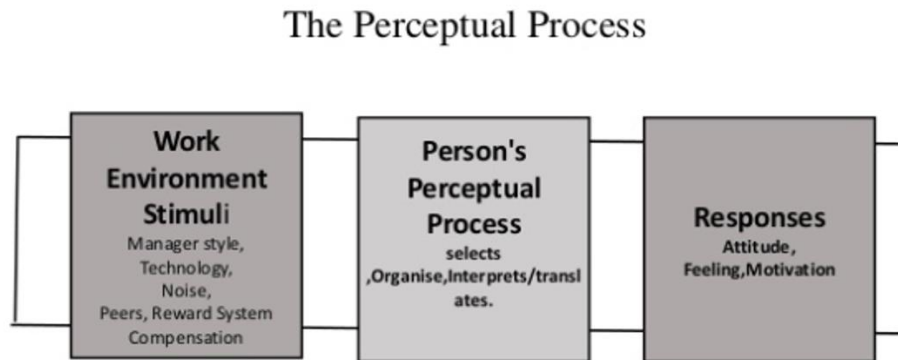 The Perceptual Process
Work
Environment
Stimuli
Manager style,
Technology,
Noise,
Peers, Reward System
Compensation
Person's
Perceptual
Process
selects
,Organise,Interprets/transl
ates.
Responses
Attitude,
Feeling,Motivation